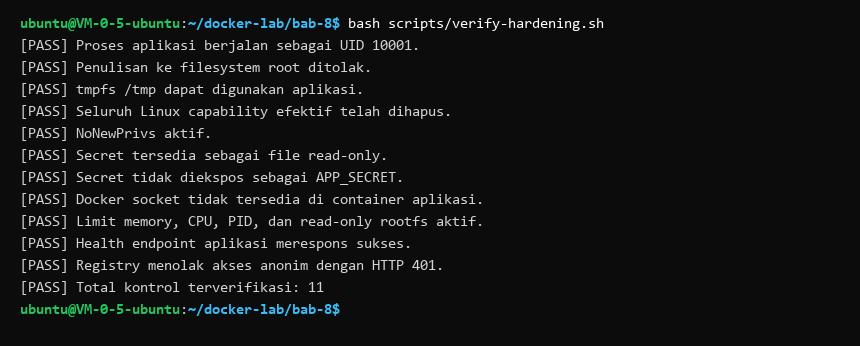 ubuntu@VM-0-5-ubuntu:~/docker-lab/bab-8$ bash scripts/verify-hardening.sh
[PASS] Proses aplikasi berjalan sebagai UID 10001.
[PASS] Penulisan ke filesystem root ditolak.
[PASS] tmpfs /tmp dapat digunakan aplikasi.
[PASS] Seluruh Linux capability efektif telah dihapus.
[PASS] NoNewPrivs aktif.
[PASS] Secret tersedia sebagai file read-only.
[PASS] Secret tidak diekspos sebagai APP_SECRET.
[PASS] Docker socket tidak tersedia di container aplikasi.
[PASS] Limit memory, CPU, PID, dan read-only rootfs aktif.
[PASS] Health endpoint aplikasi merespons sukses.
[PASS] Registry menolak akses anonim dengan HTTP 401.
[PASS] Total kontrol terverifikasi: 11
ubuntu@VM-0-5-ubuntu:~/docker-lab/bab-8$